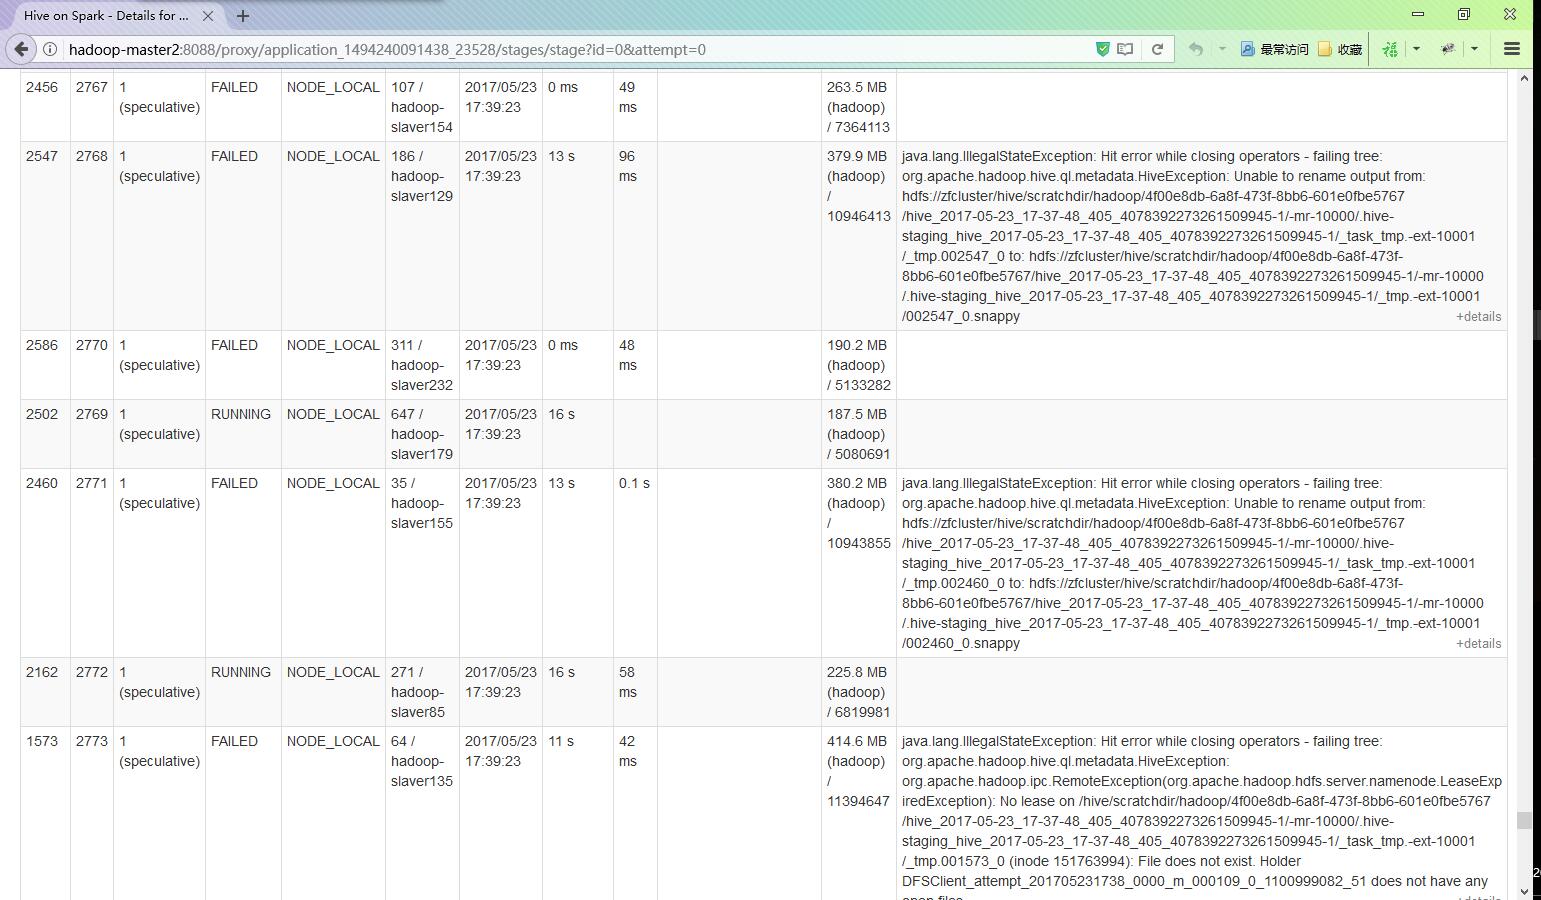 Hive on Spark - Details for ...
hadoop-master2:8088/proxy/application_1494240091438_23528/stages/stage?id=0&attempt=0
最常访问
收藏
2456 2767 1 (speculative) FAILED NODE_LOCAL 107 / hadoop-slaver154 2017/05/23 17:39:23 0 ms 49 ms 263.5 MB (hadoop) / 7364113
2547 2768 1 (speculative) FAILED NODE_LOCAL 186 / hadoop-slaver129 2017/05/23 17:39:23 13 s 96 ms 379.9 MB (hadoop) / 10946413
java.lang.IllegalStateException: Hit error while closing operators - failing tree:
org.apache.hadoop.hive.ql.metadata.HiveException: Unable to rename output from:
hdfs://zfcluster/hive/scratchdir/hadoop/4f00e8db-6a8f-473f-8bb6-601e0fbe5767
/hive_2017-05-23_17-37-48_405_4078392273261509945-1/-mr-10000/.hive-
staging_hive_2017-05-23_17-37-48_405_4078392273261509945-1/_task_tmp.-ext-10001
/_tmp.002547_0 to: hdfs://zfcluster/hive/scratchdir/hadoop/4f00e8db-6a8f-473f-
8bb6-601e0fbe5767/hive_2017-05-23_17-37-48_405_4078392273261509945-1/-mr-10000
/.hive-staging_hive_2017-05-23_17-37-48_405_4078392273261509945-1/_tmp.-ext-10001
/002547_0.snappy +details
2586 2770 1 (speculative) FAILED NODE_LOCAL 311 / hadoop-slaver232 2017/05/23 17:39:23 0 ms 48 ms 190.2 MB (hadoop) / 5133282
2502 2769 1 (speculative) RUNNING NODE_LOCAL 647 / hadoop-slaver179 2017/05/23 17:39:23 16 s 187.5 MB (hadoop) / 5080691
2460 2771 1 (speculative) FAILED NODE_LOCAL 35 / hadoop-slaver155 2017/05/23 17:39:23 13 s 0.1 s 380.2 MB (hadoop) / 10943855
java.lang.IllegalStateException: Hit error while closing operators - failing tree:
org.apache.hadoop.hive.ql.metadata.HiveException: Unable to rename output from:
hdfs://zfcluster/hive/scratchdir/hadoop/4f00e8db-6a8f-473f-8bb6-601e0fbe5767
/hive_2017-05-23_17-37-48_405_4078392273261509945-1/-mr-10000/.hive-
staging_hive_2017-05-23_17-37-48_405_4078392273261509945-1/_task_tmp.-ext-10001
/_tmp.002460_0 to: hdfs://zfcluster/hive/scratchdir/hadoop/4f00e8db-6a8f-473f-
8bb6-601e0fbe5767/hive_2017-05-23_17-37-48_405_4078392273261509945-1/-mr-10000
/.hive-staging_hive_2017-05-23_17-37-48_405_4078392273261509945-1/_tmp.-ext-10001
/002460_0.snappy +details
2162 2772 1 (speculative) RUNNING NODE_LOCAL 271 / hadoop-slaver85 2017/05/23 17:39:23 16 s 58 ms 225.8 MB (hadoop) / 6819981
1573 2773 1 (speculative) FAILED NODE_LOCAL 64 / hadoop-slaver135 2017/05/23 17:39:23 11 s 42 ms 414.6 MB (hadoop) / 11394647
java.lang.IllegalStateException: Hit error while closing operators - failing tree:
org.apache.hadoop.hive.ql.metadata.HiveException:
org.apache.hadoop.ipc.RemoteException(org.apache.hadoop.hdfs.server.namenode.LeaseExp
iredException): No lease on /hive/scratchdir/hadoop/4f00e8db-6a8f-473f-8bb6-601e0fbe5767
/hive_2017-05-23_17-37-48_405_4078392273261509945-1/-mr-10000/.hive-
staging_hive_2017-05-23_17-37-48_405_4078392273261509945-1/_task_tmp.-ext-10001
/_tmp.001573_0 (inode 151763994): File does not exist. Holder
DFSClient_attempt_201705231738_0000_m_000109_0_1100999082_51 does not have any